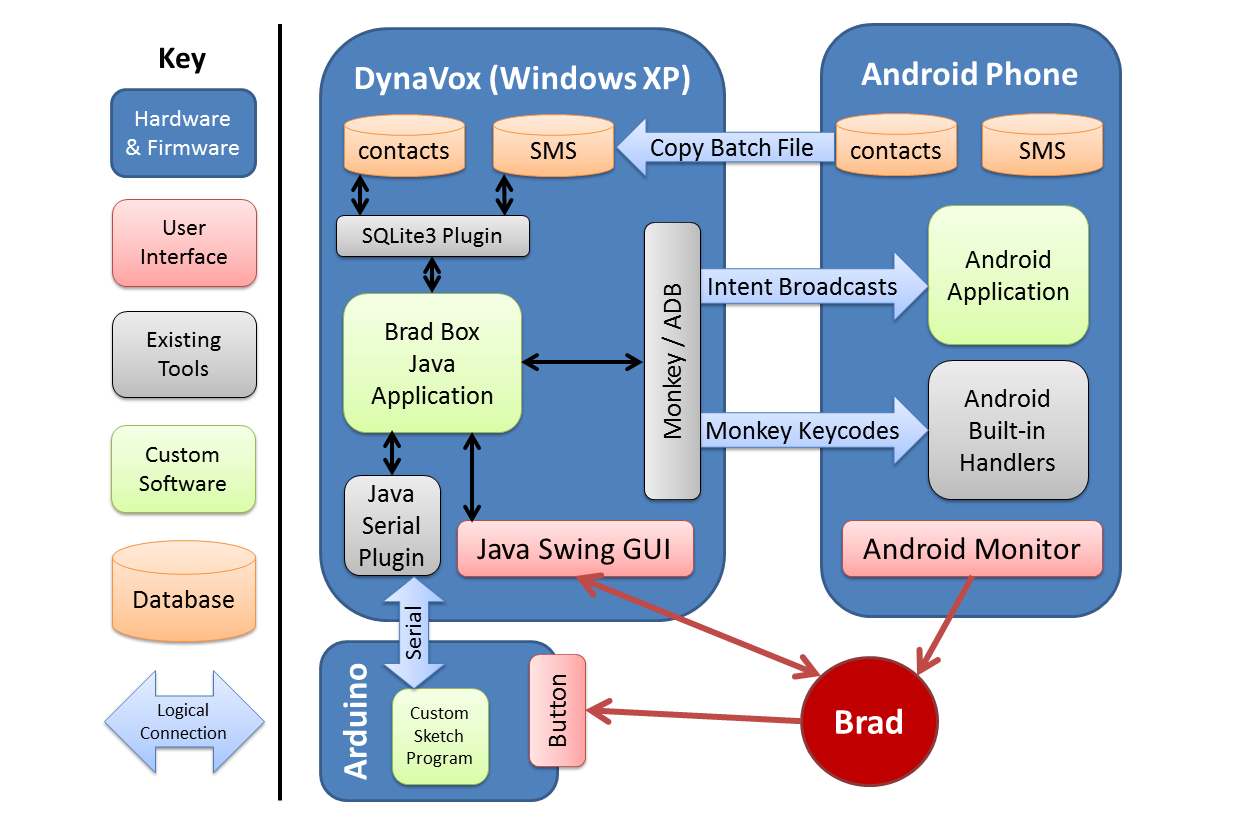 Key
Hardware
& Firmware
User
Interface
Existing
Tools
Custom
Software
Database
Logical
Connection
DynaVox (Windows XP)
contacts
SMS
SQLite3 Plugin
Brad Box
Java
Application
Java
Serial
Plugin
Java Swing GUI
Monkey / ADB
Copy Batch File
Intent Broadcasts
Monkey Keycodes
Android Phone
contacts
SMS
Android
Application
Android
Built-in
Handlers
Android Monitor
Serial
Arduino
Custom
Sketch
Program
Button
Brad